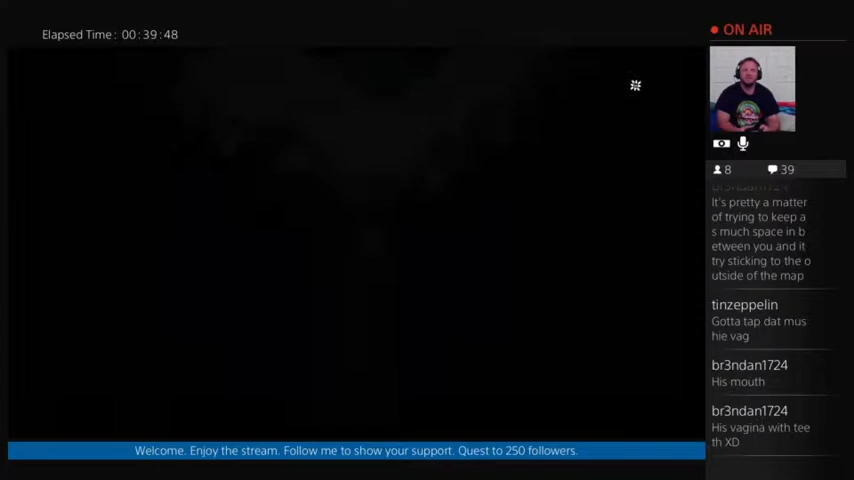 Elapsed Time: 00:39:48
ON AIR
8
39
br3ndan1724
It's pretty a matter
of trying to keep a
s much space in b
etween you and it
try sticking to the o
utside of the map
tinzeppelin
Gotta tap dat mus
hie vag
br3ndan1724
His mouth
br3ndan1724
His vagina with tee
th XD
Welcome. Enjoy the stream. Follow me to show your support. Quest to 250 followers.